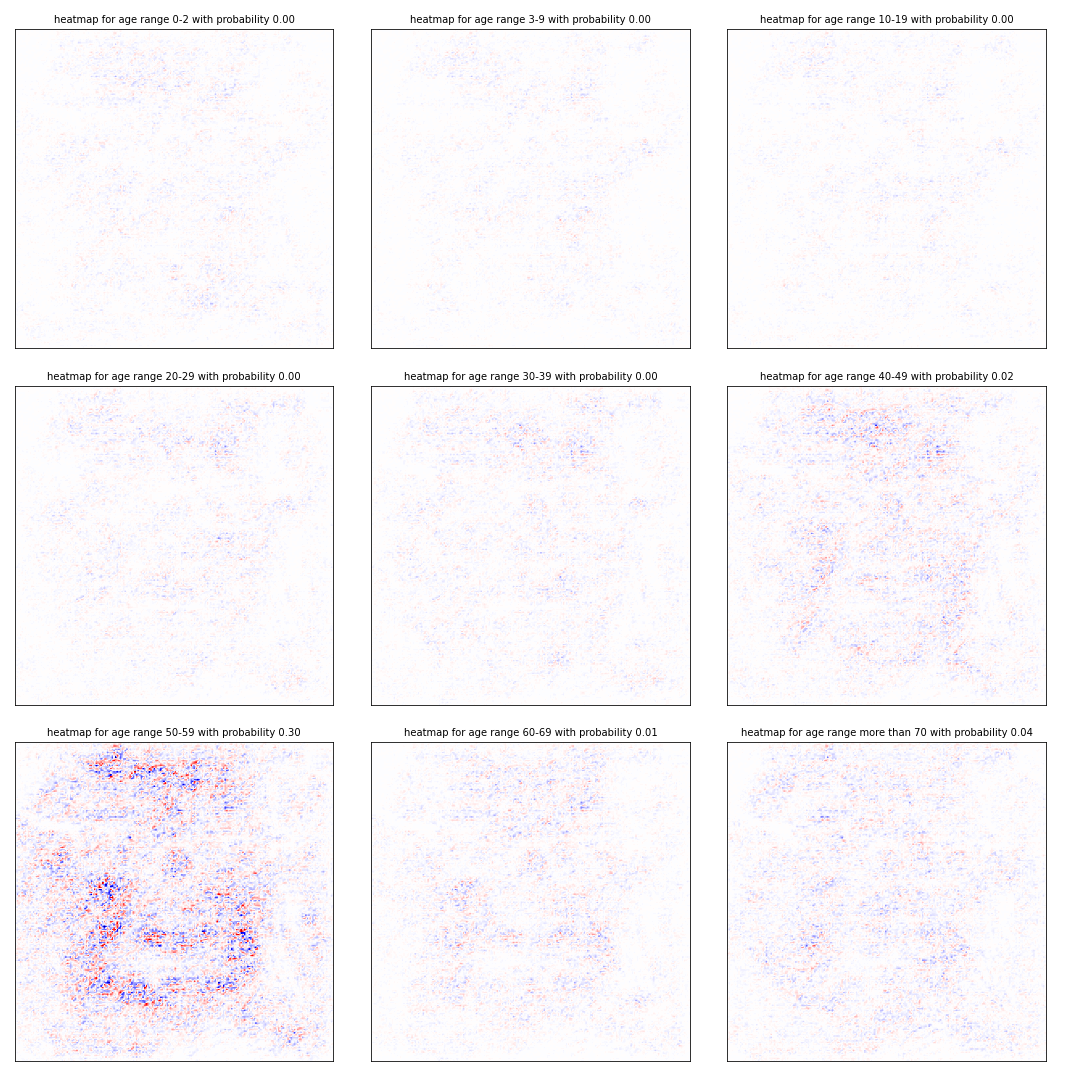 heatmap for age range 0-2 with probability 0.00
heatmap for age range 3-9 with probability 0.00
heatmap for age range 10-19 with probability 0.00
heatmap for age range 20-29 with probability 0.00
heatmap for age range 30-39 with probability 0.00
heatmap for age range 40-49 with probability 0.02
heatmap for age range 50-59 with probability 0.30
heatmap for age range 60-69 with probability 0.01
heatmap for age range more than 70 with probability 0.04